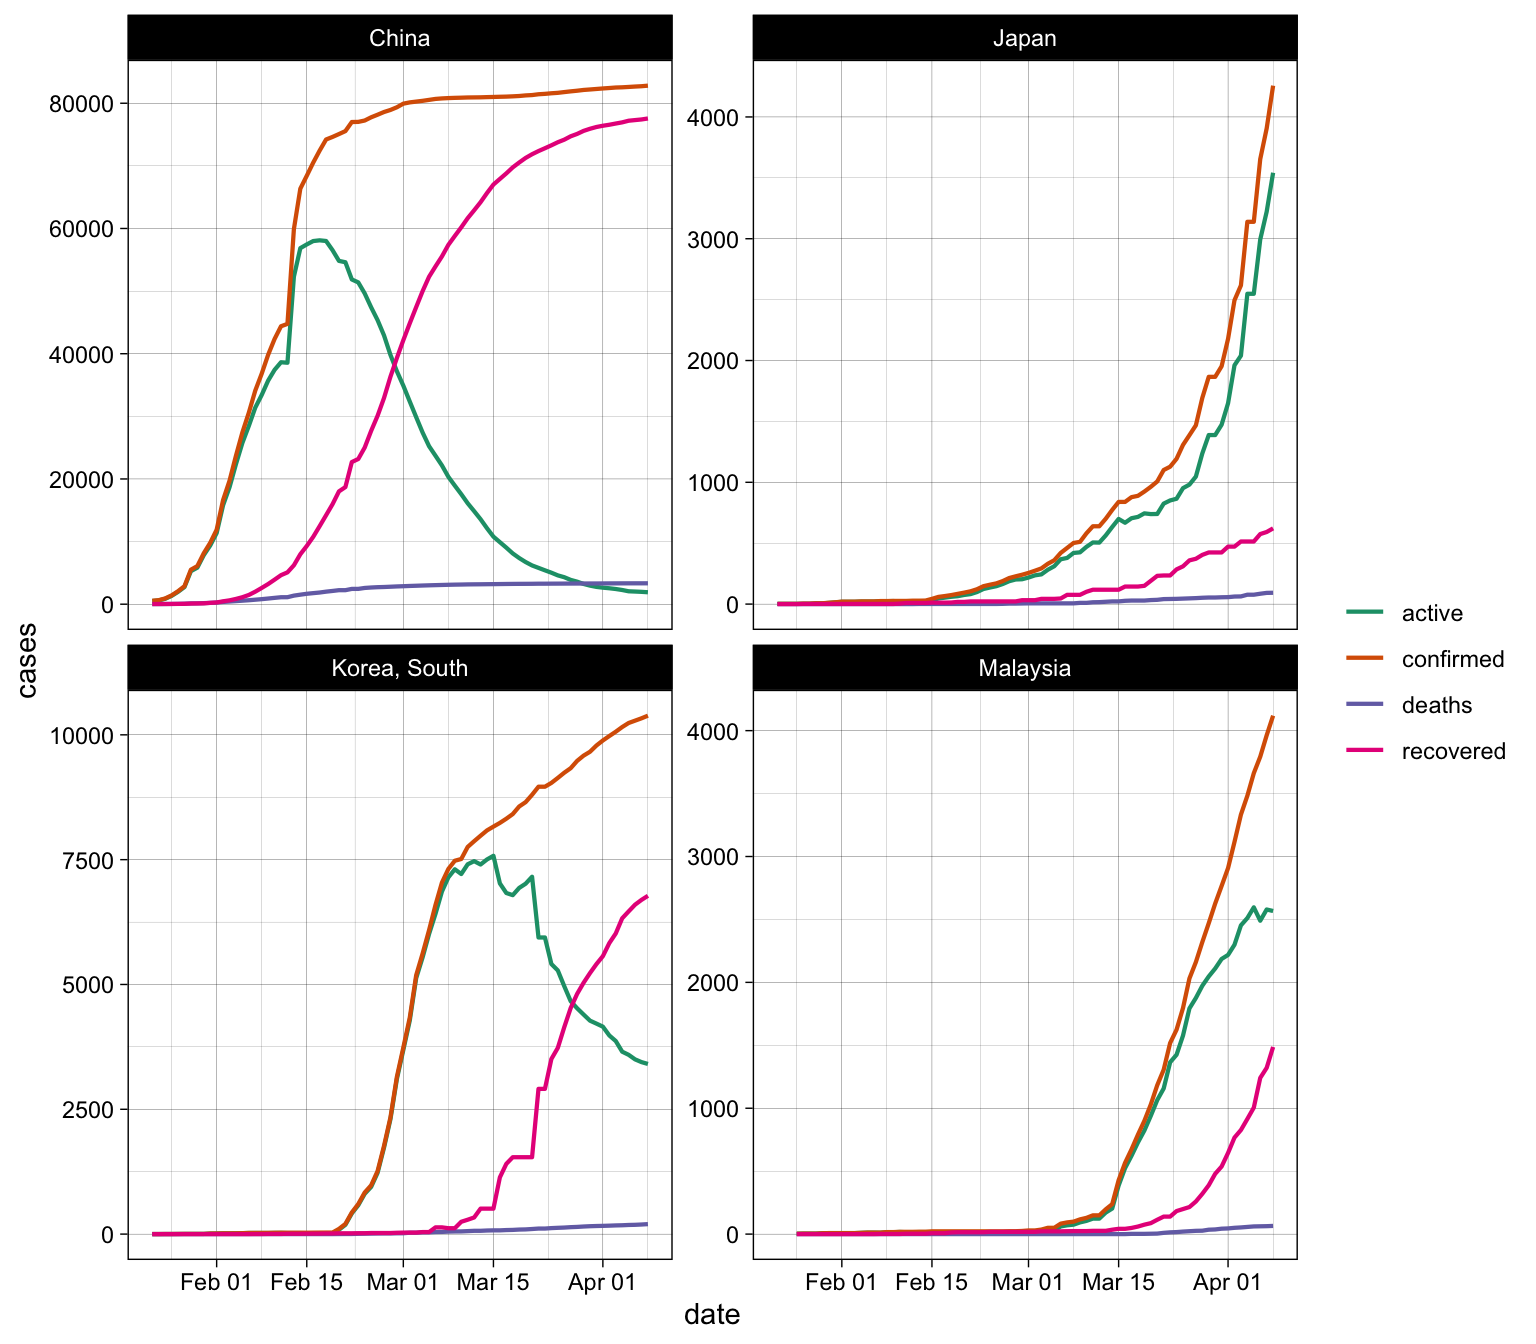 China
Japan
80000
60000
40000
20000
0
4000
3000
2000
1000
0
Korea, South
Malaysia
10000
7500
5000
2500
0
4000
3000
2000
1000
0
Feb 01 Feb 15 Mar 01 Mar 15 Apr 01
Feb 01 Feb 15 Mar 01 Mar 15 Apr 01
date
cases
active
confirmed
deaths
recovered